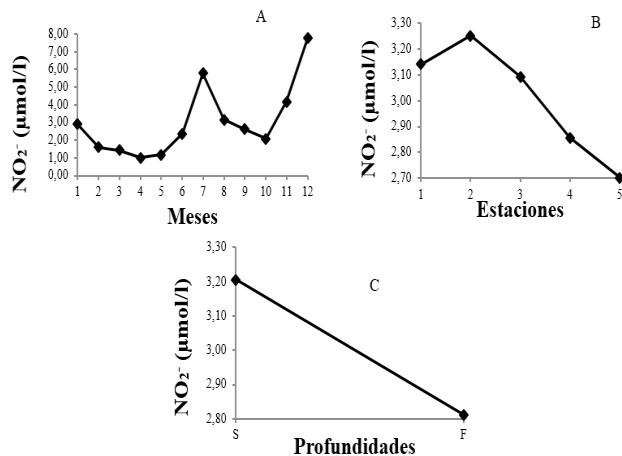 A
NO₂⁻ (µmol/l)
8,00
7,00
6,00
5,00
4,00
3,00
2,00
1,00
0,00
1 2 3 4 5 6 7 8 9 10 11 12
Meses
B
NO₂⁻ (µmol/l)
3,30
3,20
3,10
3,00
2,90
2,80
2,70
1 2 3 4 5
Estaciones
C
NO₂⁻ (µmol/l)
3,30
3,20
3,10
3,00
2,90
2,80
S F
Profundidades